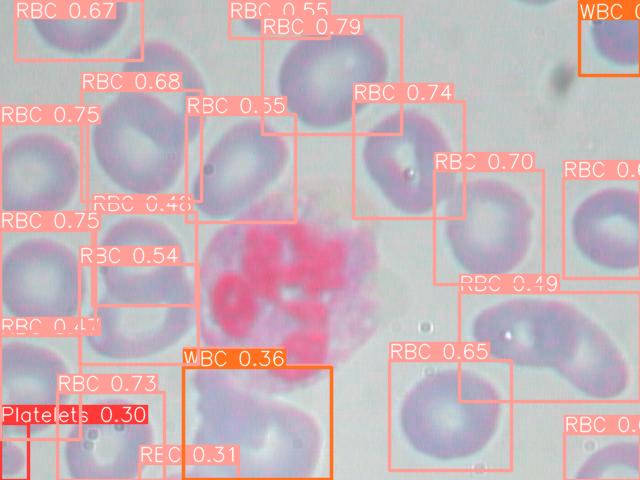 RBC 0.67
RBC 0.55
RBC 0.79
WBC
RBC 0.68
RBC 0.55
RBC 0.74
RBC 0.75
RBC 0.70
RBC
RBC 0.48
RBC 0.75
RBC 0.54
RBC 0.49
RBC 0.47
WBC 0.36
RBC 0.65
RBC 0.73
Platelets 0.30
RBC 0.31
RBC